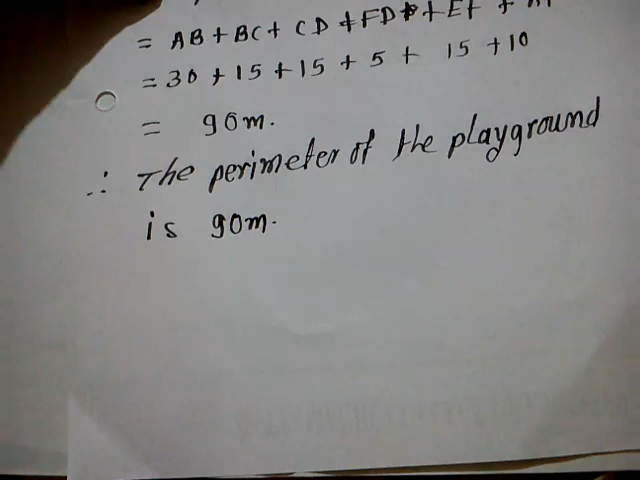 = AB + BC + CD + FD + EF +
= 30 + 15 + 15 + 5 + 15 + 10
= 90m.
∴ The perimeter of the playground
is 90m.